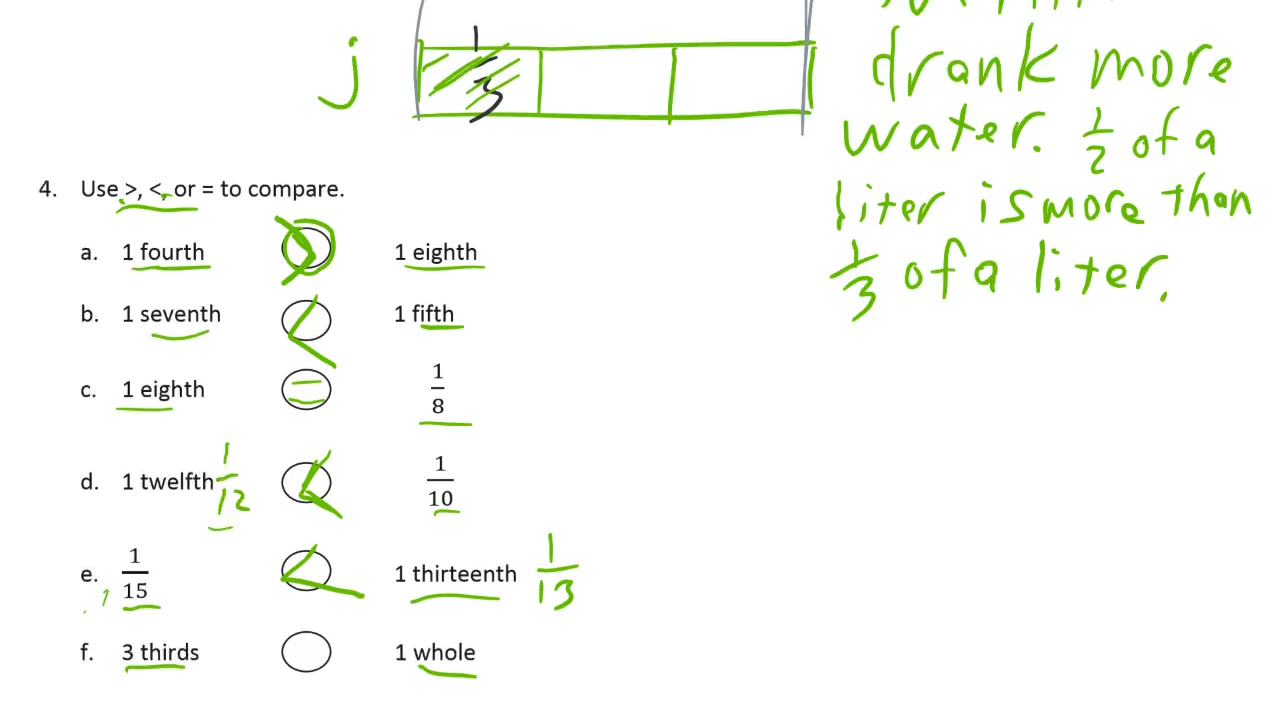 j 1/3
drank more
water. 1/2 of a
liter is more than
1/3 of a liter.
4. Use >, <, or = to compare.
a. 1 fourth > 1 eighth
b. 1 seventh < 1 fifth
c. 1 eighth = 1/8
d. 1 twelfth 1/12 < 1/10
e. 1/15 < 1 thirteenth 1/13
f. 3 thirds 1 whole